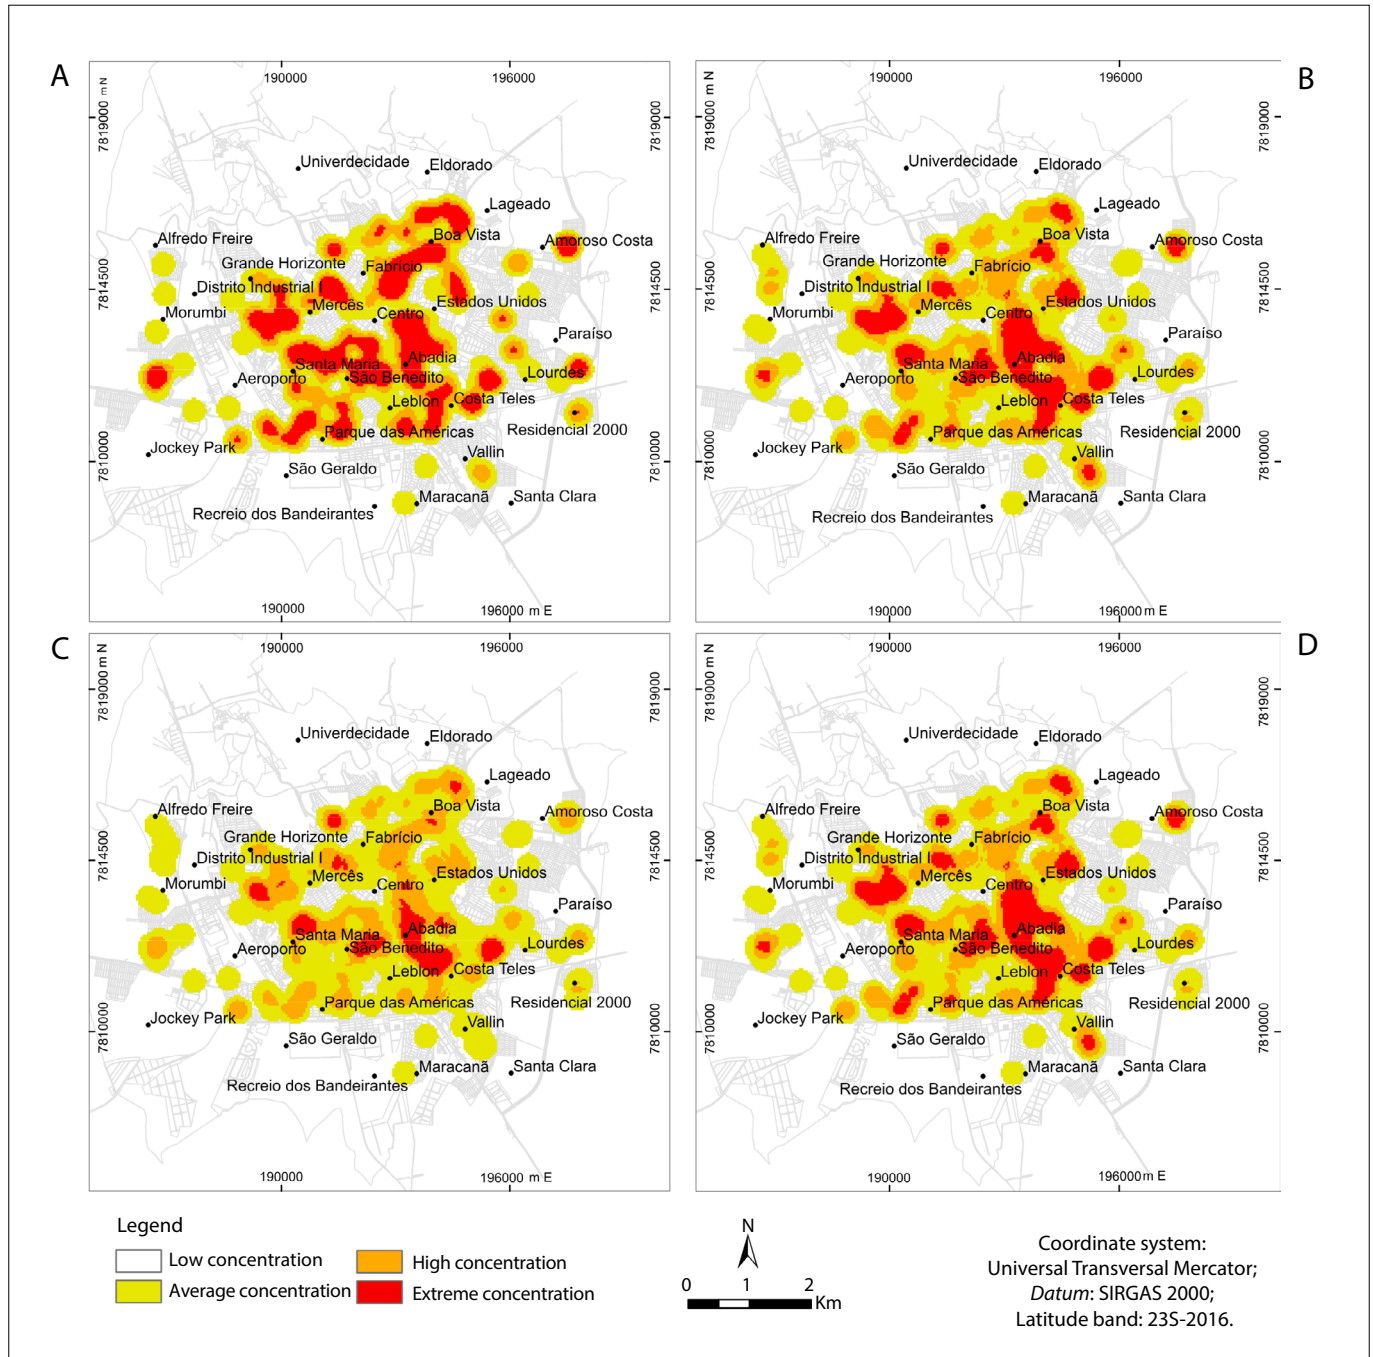 A
190000
196000
7819000 m N
7819000
Univerdecidade
Eldorado
Lageado
Alfredo Freire
Boa Vista
Amoroso Costa
Grande Horizonte
Fabrício
7814500
7814500
Distrito Industrial I
Mercês
Estados Unidos
Morumbi
Centro
Paraíso
Santa Maria
Abadia
Aeroporto
São Benedito
Lourdes
Leblon
Costa Teles
Parque das Américas
Residencial 2000
Jockey Park
7810000
7810000
São Geraldo
Vallin
Maracanã
Santa Clara
Recreio dos Bandeirantes
190000
196000 m E
B
190000
196000
7819000 m N
7819000
Univerdecidade
Eldorado
Lageado
Alfredo Freire
Boa Vista
Amoroso Costa
Grande Horizonte
Fabrício
7814500
7814500
Distrito Industrial I
Mercês
Estados Unidos
Morumbi
Centro
Paraíso
Santa Maria
Abadia
Aeroporto
São Benedito
Lourdes
Leblon
Costa Teles
Parque das Américas
Residencial 2000
Jockey Park
7810000
7810000
São Geraldo
Vallin
Maracanã
Santa Clara
Recreio dos Bandeirantes
190000
196000 m E
C
190000
196000
7819000 m N
7819000
Univerdecidade
Eldorado
Lageado
Alfredo Freire
Boa Vista
Amoroso Costa
Grande Horizonte
Fabrício
7814500
7814500
Distrito Industrial I
Mercês
Estados Unidos
Morumbi
Centro
Paraíso
Santa Maria
Abadia
Aeroporto
São Benedito
Lourdes
Leblon
Costa Teles
Parque das Américas
Residencial 2000
Jockey Park
7810000
7810000
São Geraldo
Vallin
Maracanã
Santa Clara
Recreio dos Bandeirantes
190000
196000 m E
D
190000
196000
7819000 m N
7819000
Univerdecidade
Eldorado
Lageado
Alfredo Freire
Boa Vista
Amoroso Costa
Grande Horizonte
Fabrício
7814500
7814500
Distrito Industrial I
Mercês
Estados Unidos
Morumbi
Centro
Paraíso
Santa Maria
Abadia
Aeroporto
São Benedito
Lourdes
Leblon
Costa Teles
Parque das Américas
Residencial 2000
Jockey Park
7810000
7810000
São Geraldo
Vallin
Maracanã
Santa Clara
Recreio dos Bandeirantes
190000
196000 m E
Legend
Low concentration
High concentration
Average concentration
Extreme concentration
N
0 1 2
Km
Coordinate system:
Universal Transversal Mercator;
Datum: SIRGAS 2000;
Latitude band: 23S-2016.